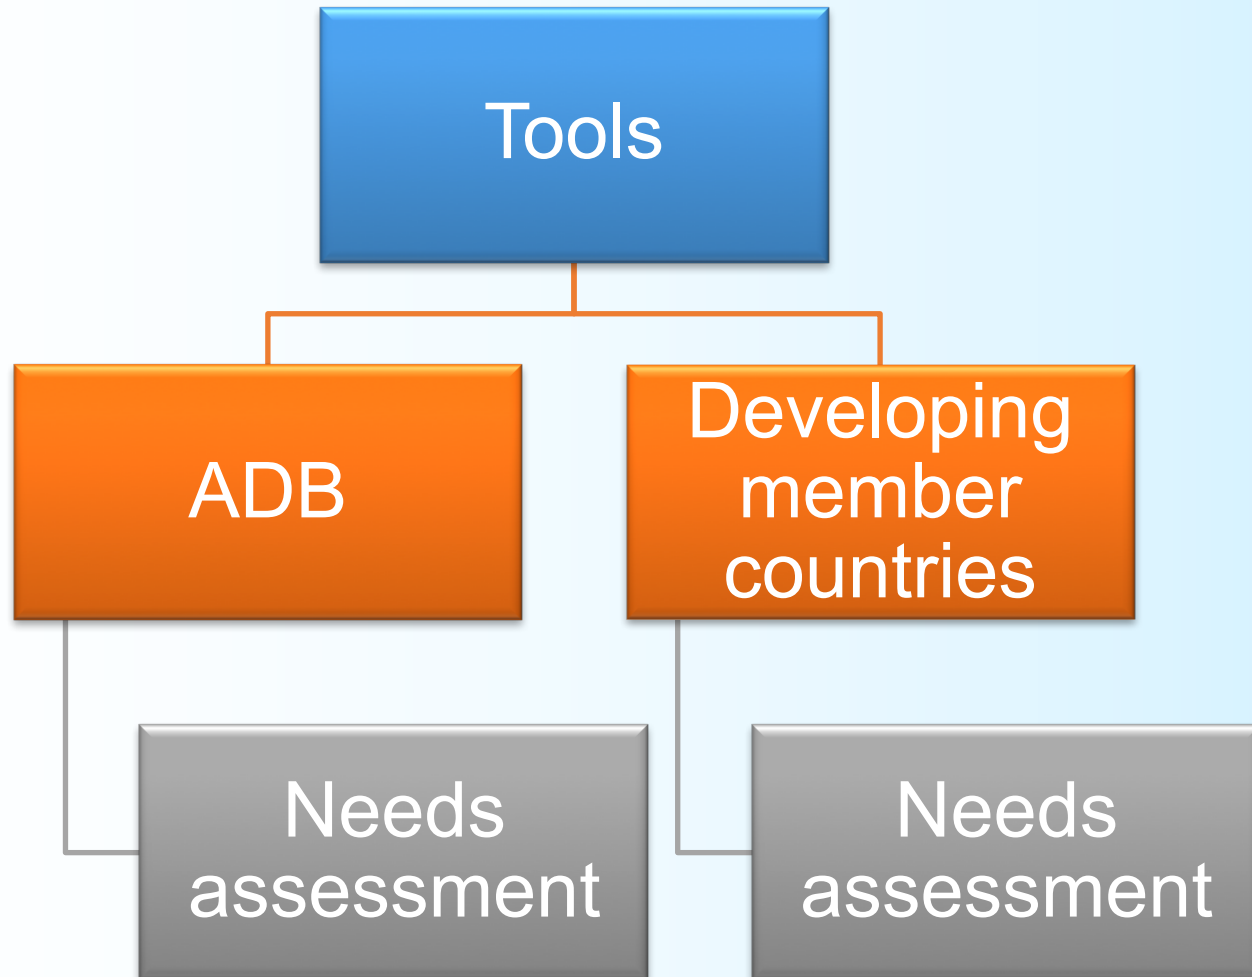 Tools
ADB
Developing
member
countries
Needs
assessment
Needs
assessment